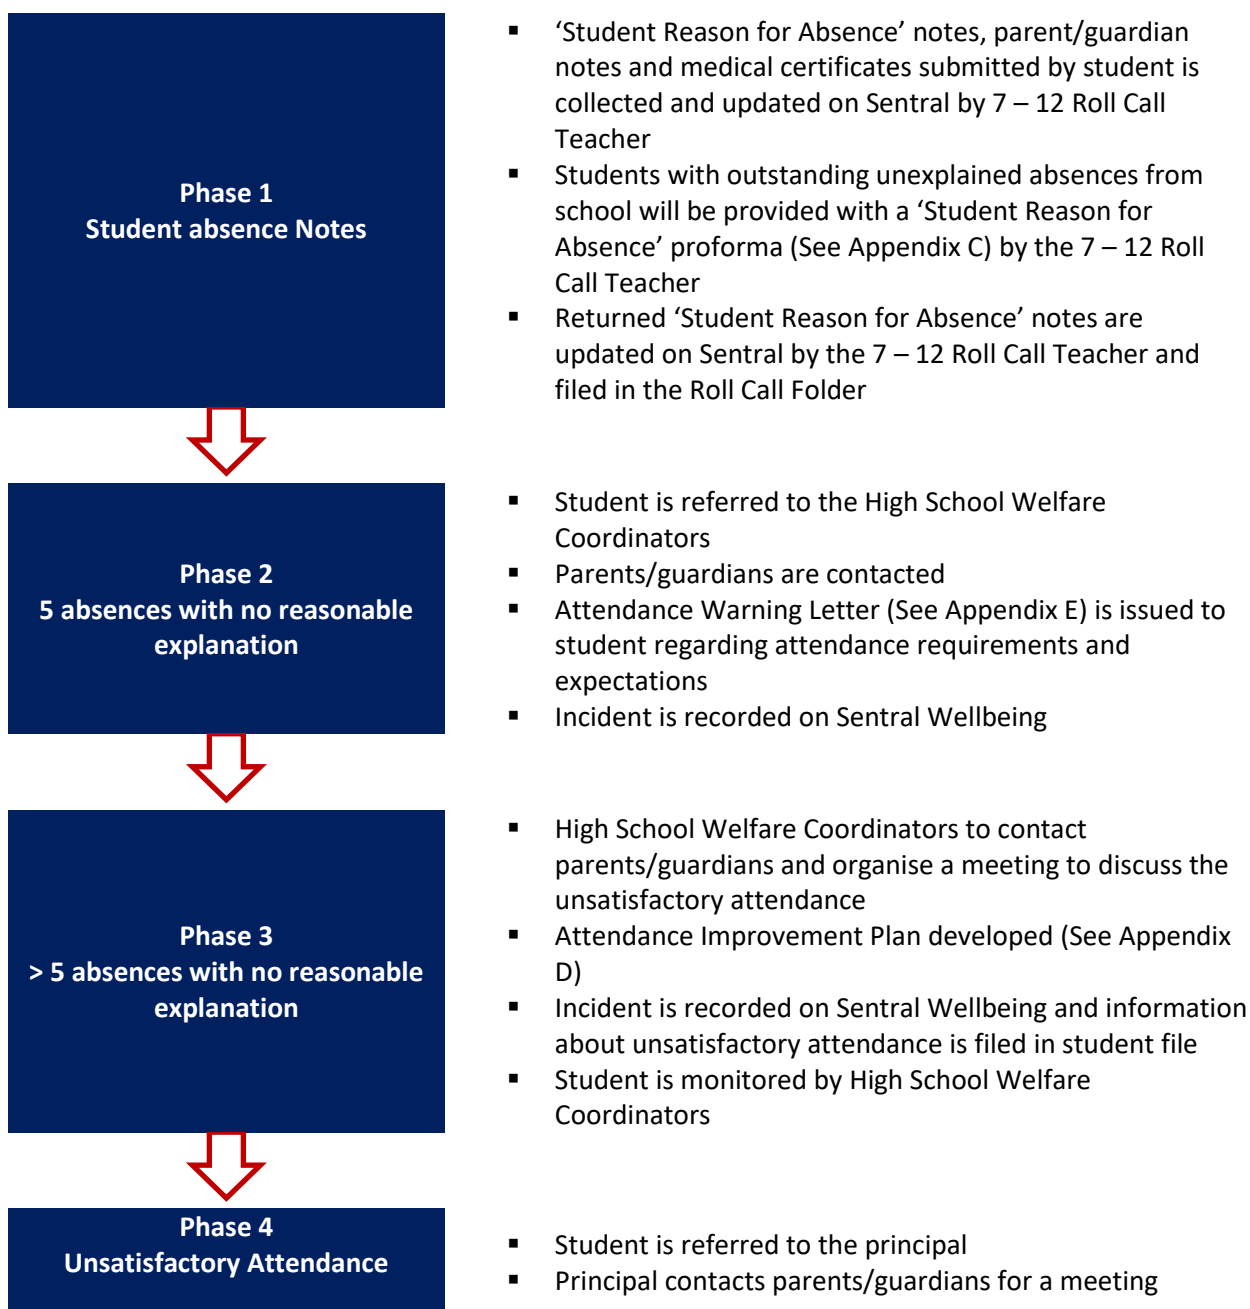 Phase 1
Student absence Notes
▪ ‘Student Reason for Absence’ notes, parent/guardian
notes and medical certificates submitted by student is
collected and updated on Sentral by 7 – 12 Roll Call
Teacher
▪ Students with outstanding unexplained absences from
school will be provided with a ‘Student Reason for
Absence’ proforma (See Appendix C) by the 7 – 12 Roll
Call Teacher
▪ Returned ‘Student Reason for Absence’ notes are
updated on Sentral by the 7 – 12 Roll Call Teacher and
filed in the Roll Call Folder
Phase 2
5 absences with no reasonable
explanation
▪ Student is referred to the High School Welfare
Coordinators
▪ Parents/guardians are contacted
▪ Attendance Warning Letter (See Appendix E) is issued to
student regarding attendance requirements and
expectations
▪ Incident is recorded on Sentral Wellbeing
Phase 3
> 5 absences with no reasonable
explanation
▪ High School Welfare Coordinators to contact
parents/guardians and organise a meeting to discuss the
unsatisfactory attendance
▪ Attendance Improvement Plan developed (See Appendix
D)
▪ Incident is recorded on Sentral Wellbeing and information
about unsatisfactory attendance is filed in student file
▪ Student is monitored by High School Welfare
Coordinators
Phase 4
Unsatisfactory Attendance
▪ Student is referred to the principal
▪ Principal contacts parents/guardians for a meeting